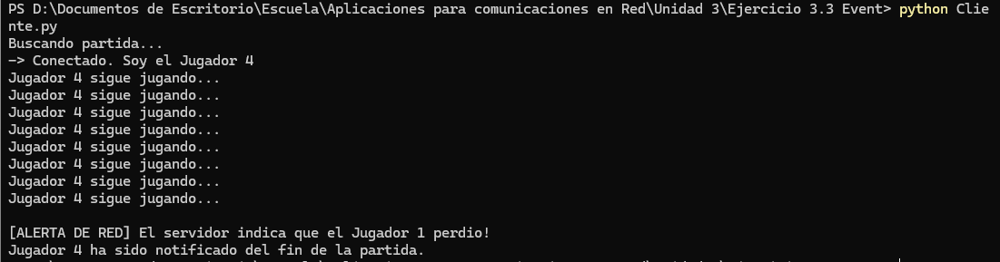 PS D:\Documentos de Escritorio\Escuela\Aplicaciones para comunicaciones en Red\Unidad 3\Ejercicio 3.3 Event> python Clie
nte.py
Buscando partida...
-> Conectado. Soy el Jugador 4
Jugador 4 sigue jugando...
Jugador 4 sigue jugando...
Jugador 4 sigue jugando...
Jugador 4 sigue jugando...
Jugador 4 sigue jugando...
Jugador 4 sigue jugando...
Jugador 4 sigue jugando...
Jugador 4 sigue jugando...
[ALERTA DE RED] El servidor indica que el Jugador 1 perdio!
Jugador 4 ha sido notificado del fin de la partida.